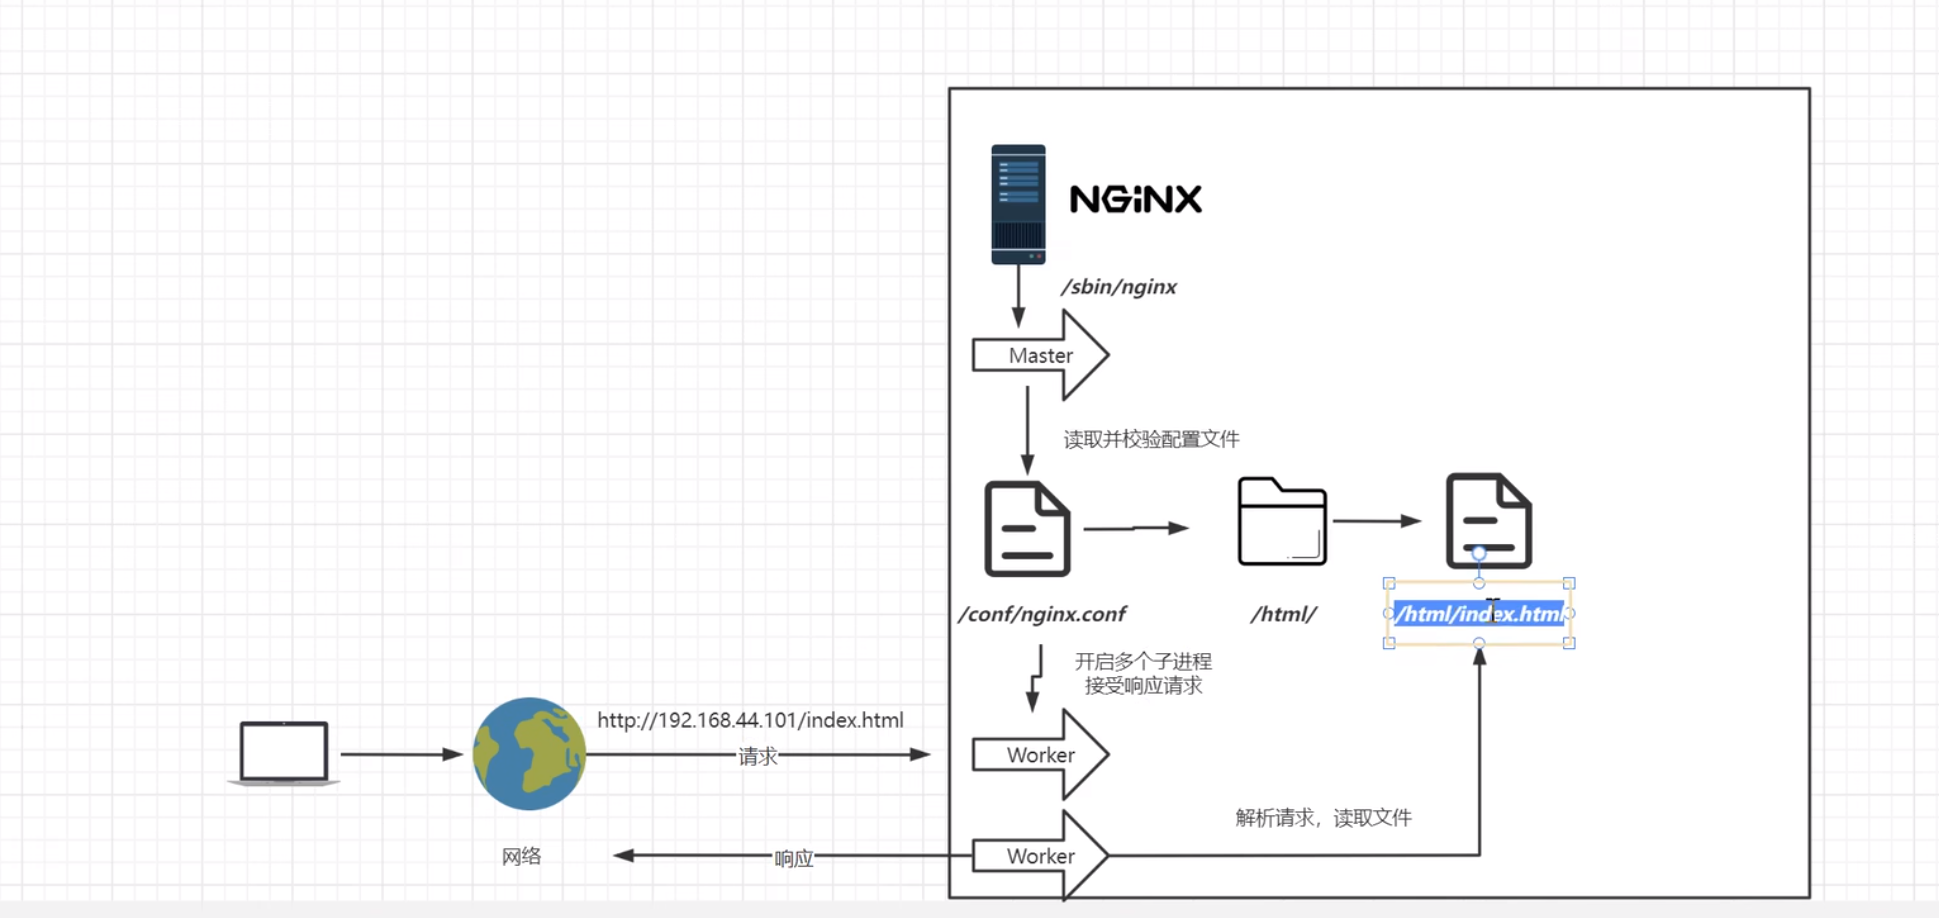 NGiNX
/sbin/nginx
Master
读取并校验配置文件
/conf/nginx.conf
/html/
/html/index.html
开启多个子进程
接受响应请求
http://192.168.44.101/index.html
请求
Worker
解析请求，读取文件
网络
响应
Worker